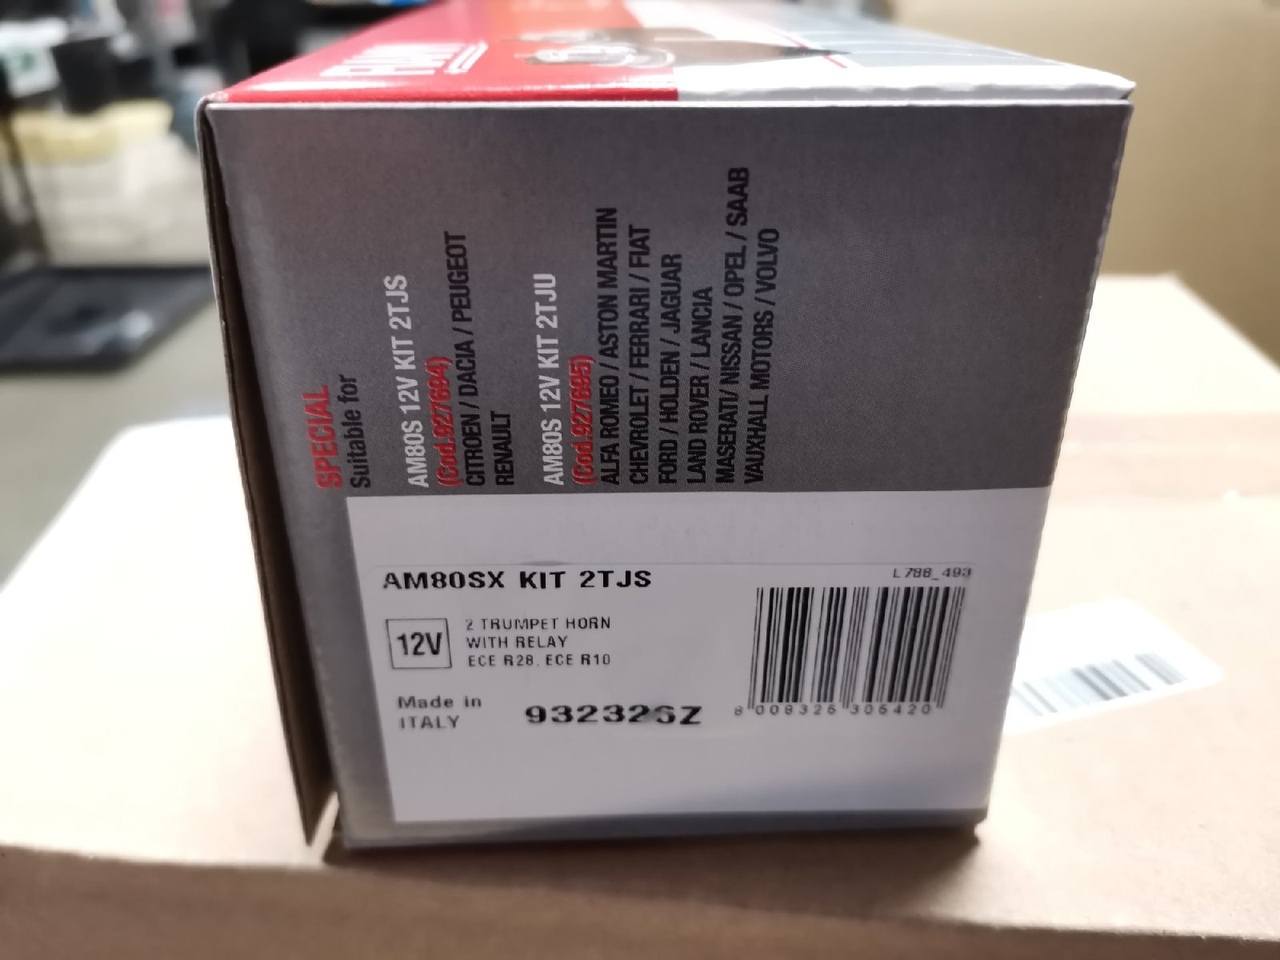 FIAMM
SPECIAL
Suitable for
AM80S 12V KIT 2TJS
(Cod.927694)
CITROEN / DACIA / PEUGEOT
RENAULT
AM80S 12V KIT 2TJU
(Cod.927695)
ALFA ROMEO / ASTON MARTIN
CHEVROLET / FERRARI / FIAT
FORD / HOLDEN / JAGUAR
LAND ROVER / LANCIA
MASERATI/ NISSAN / OPEL / SAAB
VAUXHALL MOTORS / VOLVO
AM80SX KIT 2TJS
L 788_493
12V
2 TRUMPET HORN
WITH RELAY
ECE R28. ECE R10
Made in
ITALY
932326Z
8 008326 305420